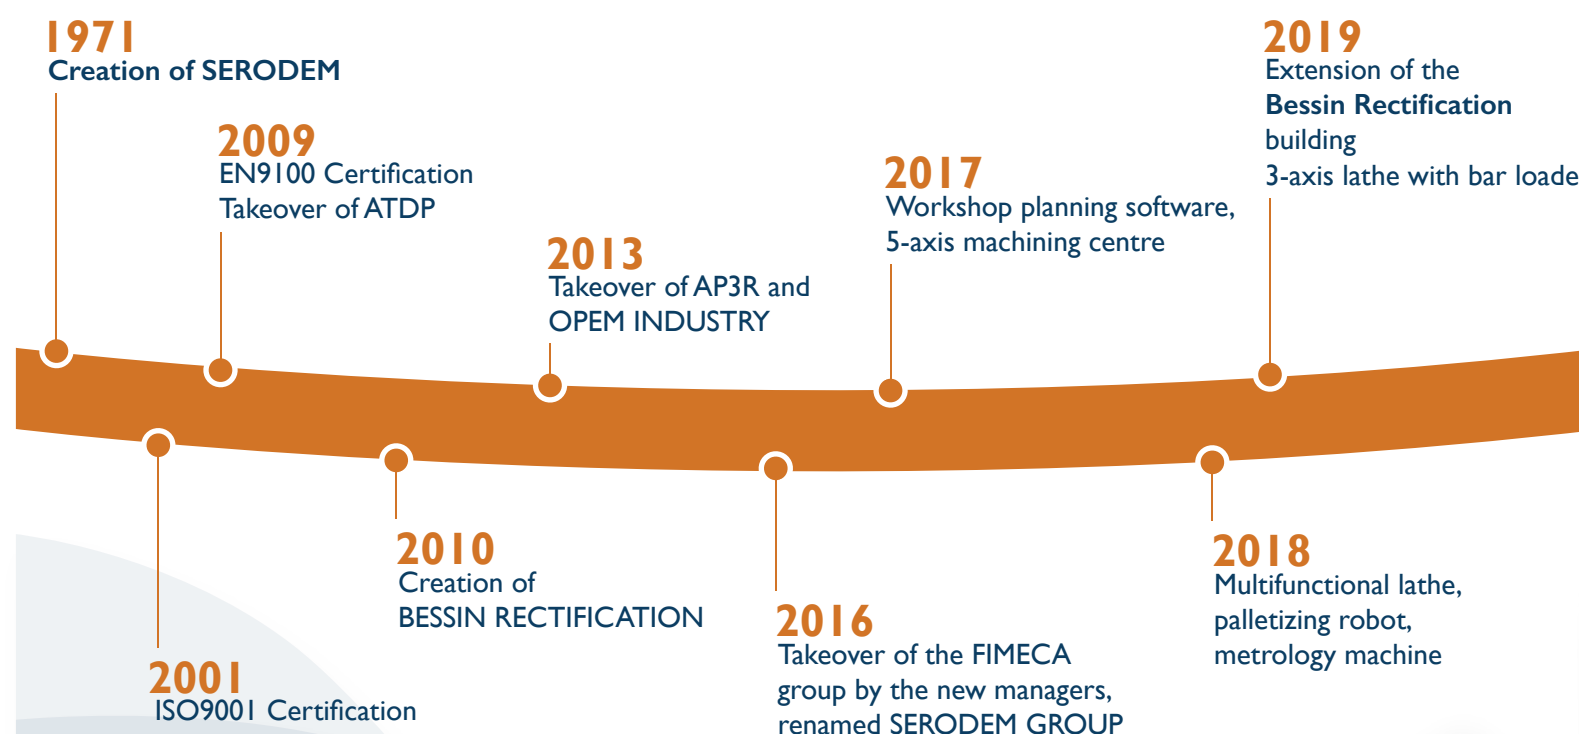 1971
Creation of SERODEM
2009
EN9100 Certification
Takeover of ATDP
2013
Takeover of AP3R and
OPEM INDUSTRY
2017
Workshop planning software,
5-axis machining centre
2019
Extension of the
Bessin Rectification
building
3-axis lathe with bar loade
2001
ISO9001 Certification
2010
Creation of
BESSIN RECTIFICATION
2016
Takeover of the FIMECA
group by the new managers,
renamed SERODEM GROUP
2018
Multifunctional lathe,
palletizing robot,
metrology machine